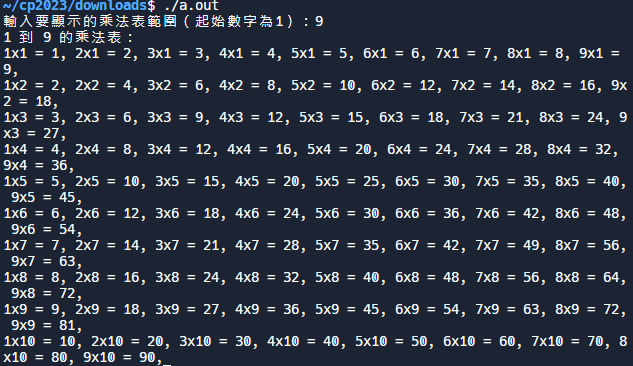 ~/cp2023/downloads$ ./a.out
輸入要顯示的乘法表範圍（起始數字為1）：9
1 到 9 的乘法表：
1x1 = 1, 2x1 = 2, 3x1 = 3, 4x1 = 4, 5x1 = 5, 6x1 = 6, 7x1 = 7, 8x1 = 8, 9x1 =
9,
1x2 = 2, 2x2 = 4, 3x2 = 6, 4x2 = 8, 5x2 = 10, 6x2 = 12, 7x2 = 14, 8x2 = 16, 9x
2 = 18,
1x3 = 3, 2x3 = 6, 3x3 = 9, 4x3 = 12, 5x3 = 15, 6x3 = 18, 7x3 = 21, 8x3 = 24, 9
x3 = 27,
1x4 = 4, 2x4 = 8, 3x4 = 12, 4x4 = 16, 5x4 = 20, 6x4 = 24, 7x4 = 28, 8x4 = 32,
9x4 = 36,
1x5 = 5, 2x5 = 10, 3x5 = 15, 4x5 = 20, 5x5 = 25, 6x5 = 30, 7x5 = 35, 8x5 = 40,
9x5 = 45,
1x6 = 6, 2x6 = 12, 3x6 = 18, 4x6 = 24, 5x6 = 30, 6x6 = 36, 7x6 = 42, 8x6 = 48,
9x6 = 54,
1x7 = 7, 2x7 = 14, 3x7 = 21, 4x7 = 28, 5x7 = 35, 6x7 = 42, 7x7 = 49, 8x7 = 56,
9x7 = 63,
1x8 = 8, 2x8 = 16, 3x8 = 24, 4x8 = 32, 5x8 = 40, 6x8 = 48, 7x8 = 56, 8x8 = 64,
9x8 = 72,
1x9 = 9, 2x9 = 18, 3x9 = 27, 4x9 = 36, 5x9 = 45, 6x9 = 54, 7x9 = 63, 8x9 = 72,
9x9 = 81,
1x10 = 10, 2x10 = 20, 3x10 = 30, 4x10 = 40, 5x10 = 50, 6x10 = 60, 7x10 = 70, 8
x10 = 80, 9x10 = 90,_